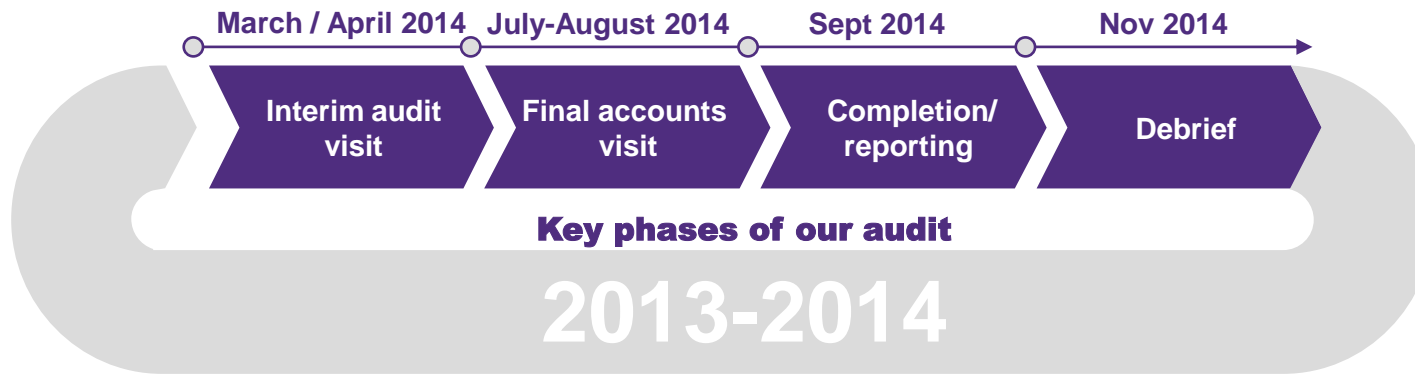 March / April 2014
July-August 2014
Sept 2014
Nov 2014
Interim audit
visit
Final accounts
visit
Completion/
reporting
Debrief
Key phases of our audit
2013-2014